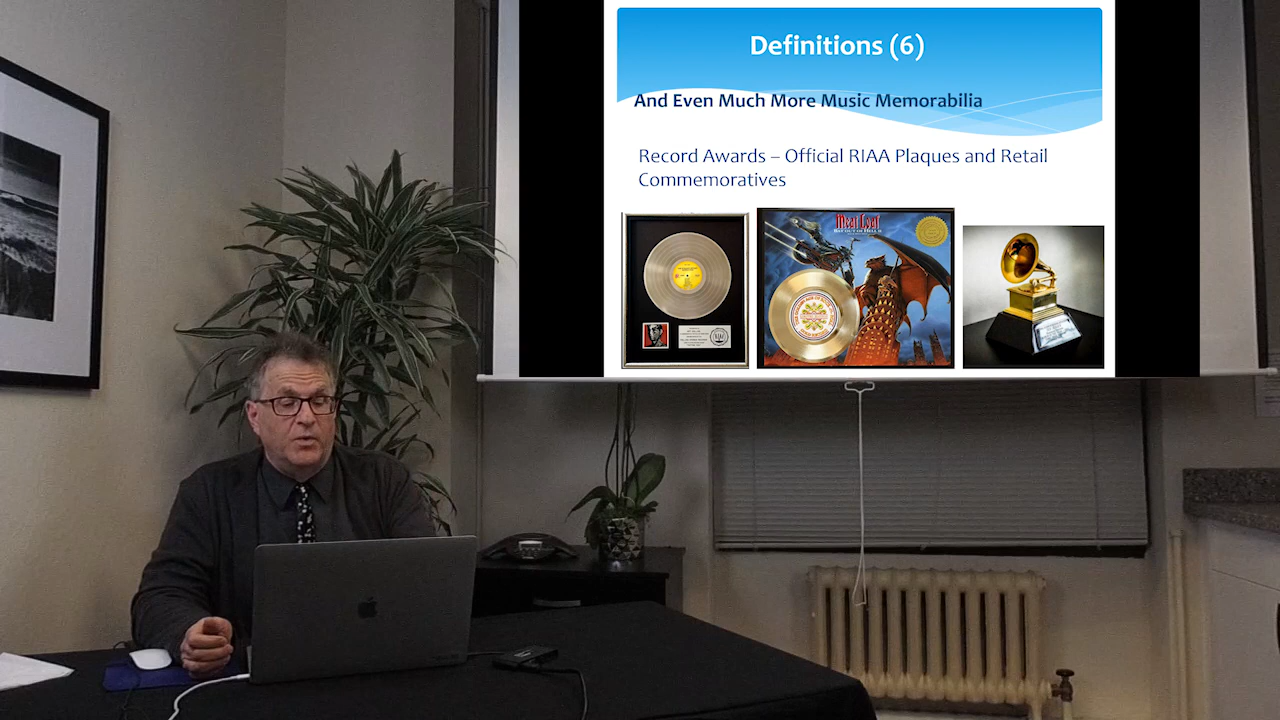 Definitions (6)
And Even Much More Music Memorabilia
Record Awards – Official RIAA Plaques and Retail
Commemoratives
Meat Loaf